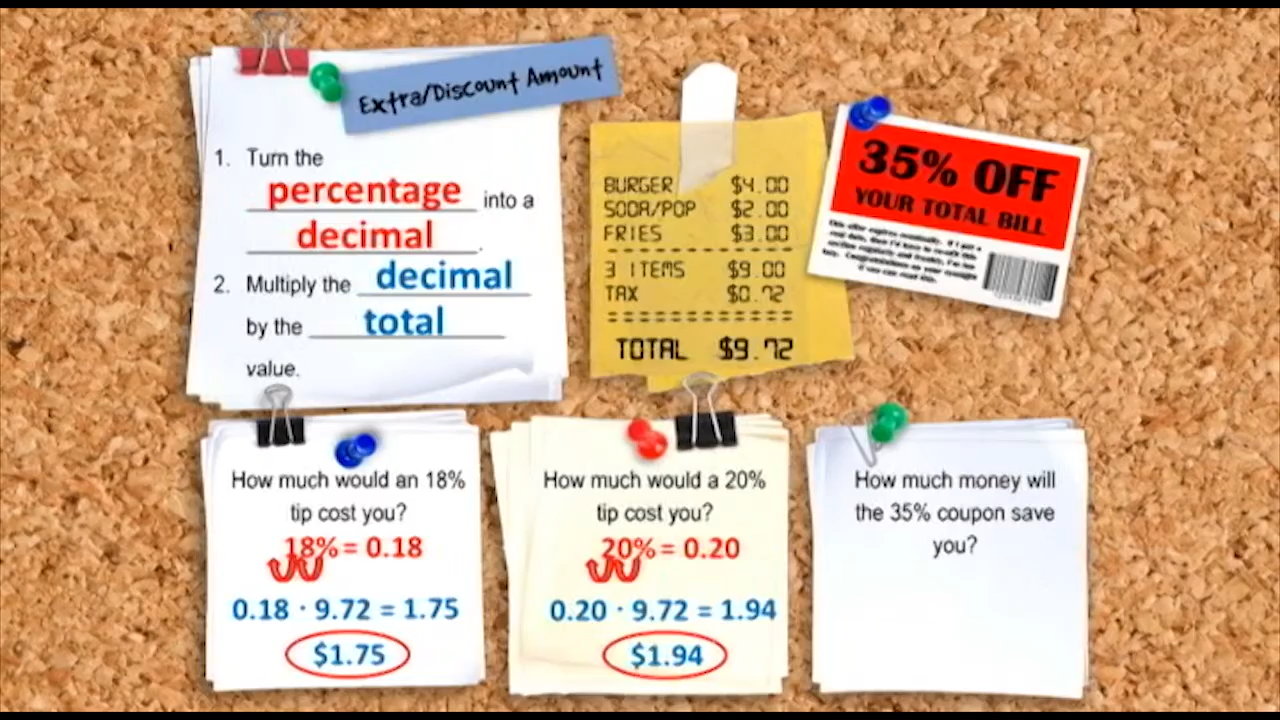 Extra/Discount Amount
1. Turn the
percentage into a
decimal.
2. Multiply the decimal
by the total
value.
BURGER $4.00
SODA/POP $2.00
FRIES $3.00
3 ITEMS $9.00
TAX $0.72
TOTAL $9.72
35% OFF
YOUR TOTAL BILL
How much would an 18%
tip cost you?
18% = 0.18
0.18 · 9.72 = 1.75
$1.75
How much would a 20%
tip cost you?
20% = 0.20
0.20 · 9.72 = 1.94
$1.94
How much money will
the 35% coupon save
you?